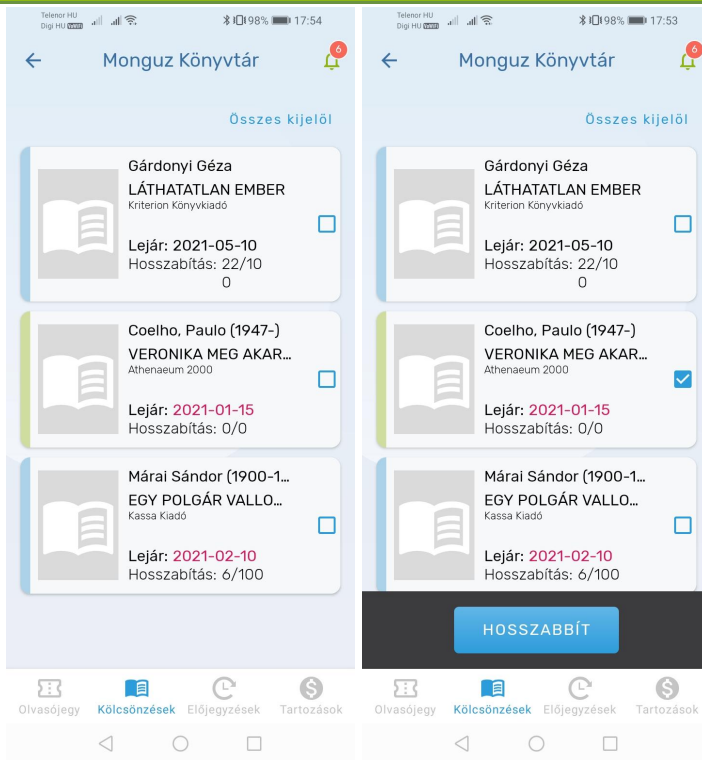 Telenor HU
Digi HU VoWiFi
98% 17:54
Monguz Könyvtár
6
Összes kijelöl
Gárdonyi Géza
LÁTHATATLAN EMBER
Kriterion Könyvkiadó
Lejár: 2021-05-10
Hosszabítás: 22/10
0
Coelho, Paulo (1947-)
VERONIKA MEG AKAR...
Athenaeum 2000
Lejár: 2021-01-15
Hosszabítás: 0/0
Márai Sándor (1900-1...
EGY POLGÁR VALLO...
Kassa Kiadó
Lejár: 2021-02-10
Hosszabítás: 6/100
Olvasójegy Kölcsönzések Előjegyzések Tartozások
Telenor HU
Digi HU VoWiFi
98% 17:53
Monguz Könyvtár
6
Összes kijelöl
Gárdonyi Géza
LÁTHATATLAN EMBER
Kriterion Könyvkiadó
Lejár: 2021-05-10
Hosszabítás: 22/10
0
Coelho, Paulo (1947-)
VERONIKA MEG AKAR...
Athenaeum 2000
Lejár: 2021-01-15
Hosszabítás: 0/0
Márai Sándor (1900-1...
EGY POLGÁR VALLO...
Kassa Kiadó
Lejár: 2021-02-10
Hosszabítás: 6/100
HOSSZABBÍT
Olvasójegy Kölcsönzések Előjegyzések Tartozások